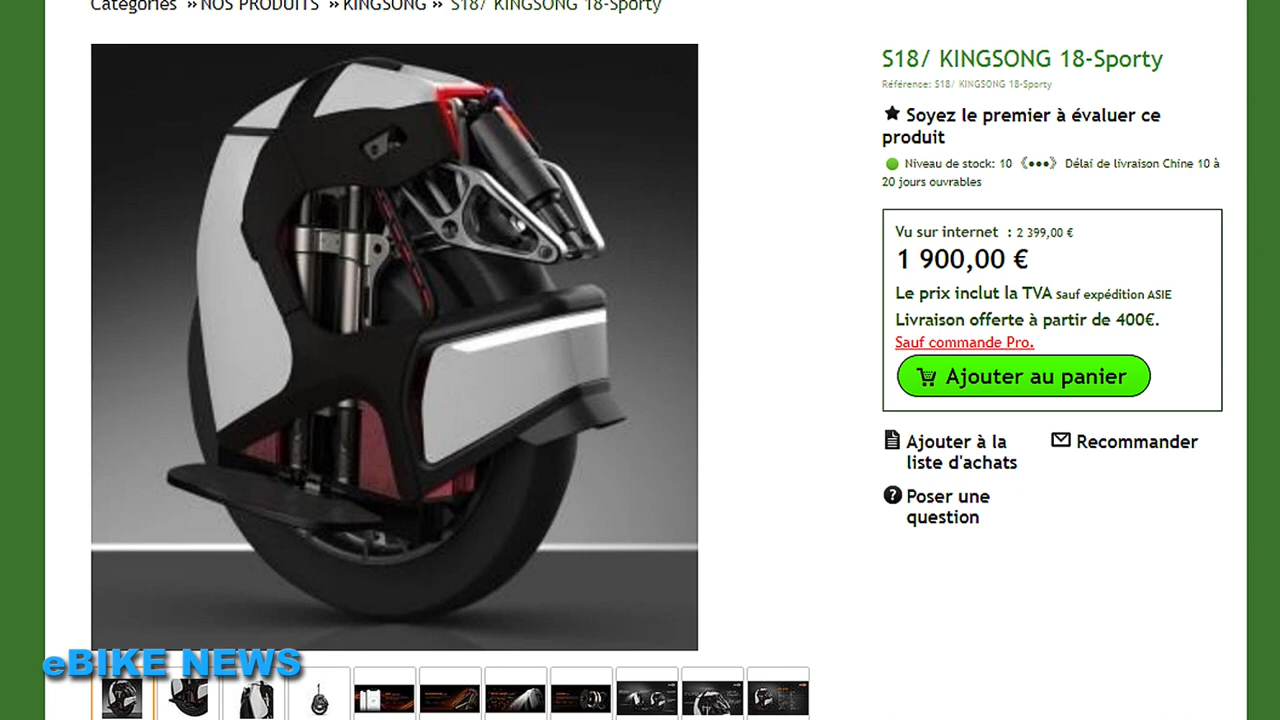 Catégories » NOS PRODUITS » KINGSONG » S18/ KINGSONG 18-Sporty
S18/ KINGSONG 18-Sporty
Référence: S18/ KINGSONG 18-Sporty
Soyez le premier à évaluer ce
produit
Niveau de stock: 10 《●●●》 Délai de livraison Chine 10 à
20 jours ouvrables
Vu sur internet : 2 399,00 €
1 900,00 €
Le prix inclut la TVA Sauf expédition ASIE
Livraison offerte à partir de 400€.
Sauf commande Pro.
Ajouter au panier
Ajouter à la
liste d'achats
Recommander
Poser une
question
eBIKE NEWS